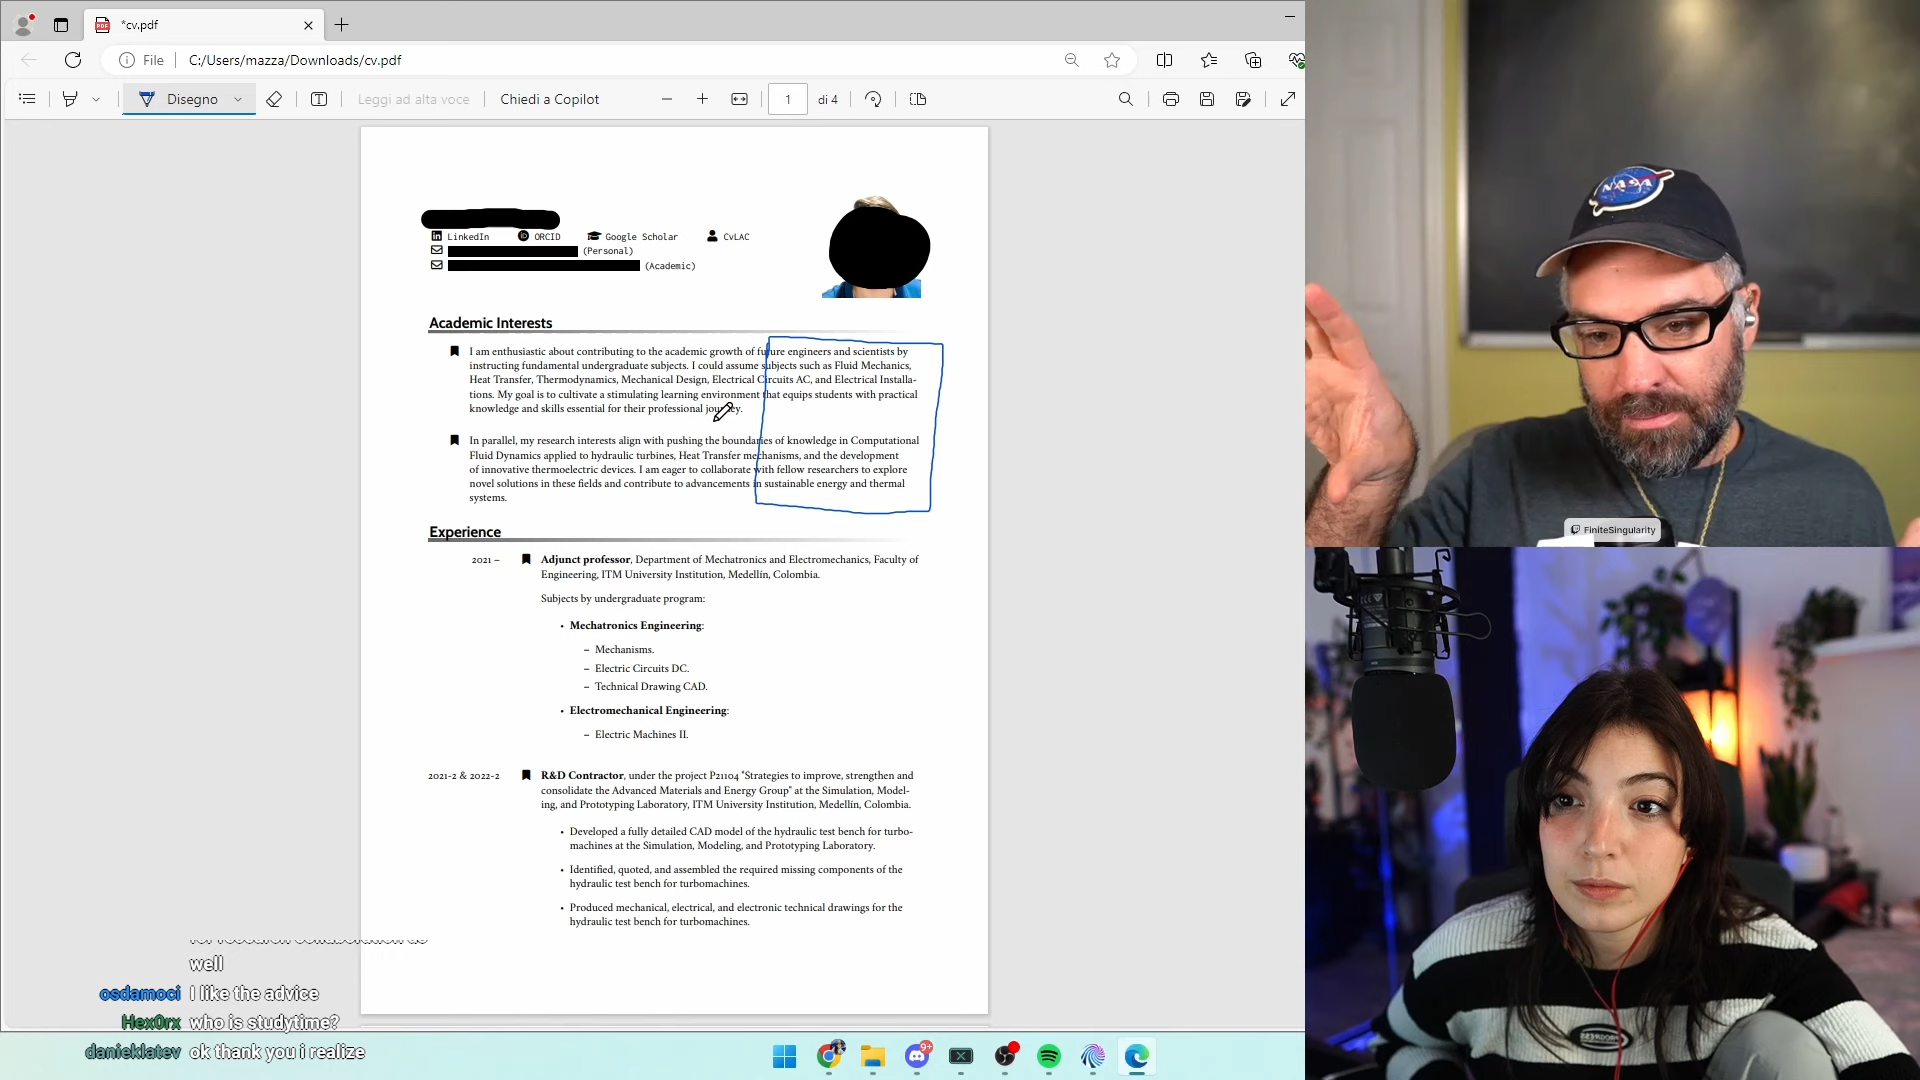 *cv.pdf
File
C:/Users/mazza/Downloads/cv.pdf
Disegno
Leggi ad alta voce
Chiedi a Copilot
1
di 4
LinkedIn ORCID Google Scholar CvLAC
(Personal)
(Academic)
Academic Interests
I am enthusiastic about contributing to the academic growth of future engineers and scientists by
instructing fundamental undergraduate subjects. I could assume subjects such as Fluid Mechanics,
Heat Transfer, Thermodynamics, Mechanical Design, Electrical Circuits AC, and Electrical Installa-
tions. My goal is to cultivate a stimulating learning environment that equips students with practical
knowledge and skills essential for their professional journey.
In parallel, my research interests align with pushing the boundaries of knowledge in Computational
Fluid Dynamics applied to hydraulic turbines, Heat Transfer mechanisms, and the development
of innovative thermoelectric devices. I am eager to collaborate with fellow researchers to explore
novel solutions in these fields and contribute to advancements in sustainable energy and thermal
systems.
Experience
2021 – Adjunct professor, Department of Mechatronics and Electromechanics, Faculty of
Engineering, ITM University Institution, Medellín, Colombia.
Subjects by undergraduate program:
• Mechatronics Engineering:
– Mechanisms.
– Electric Circuits DC.
– Technical Drawing CAD.
• Electromechanical Engineering:
– Electric Machines II.
2021-2 & 2022-2 R&D Contractor, under the project P21104 "Strategies to improve, strengthen and
consolidate the Advanced Materials and Energy Group" at the Simulation, Model-
ing, and Prototyping Laboratory, ITM University Institution, Medellín, Colombia.
• Developed a fully detailed CAD model of the hydraulic test bench for turbo-
machines at the Simulation, Modeling, and Prototyping Laboratory.
• Identified, quoted, and assembled the required missing components of the
hydraulic test bench for turbomachines.
• Produced mechanical, electrical, and electronic technical drawings for the
hydraulic test bench for turbomachines.
well
osdamoci I like the advice
Hex0rx who is studytime?
danieklatev ok thank you i realize
9+
NASA
FiniteSingularity